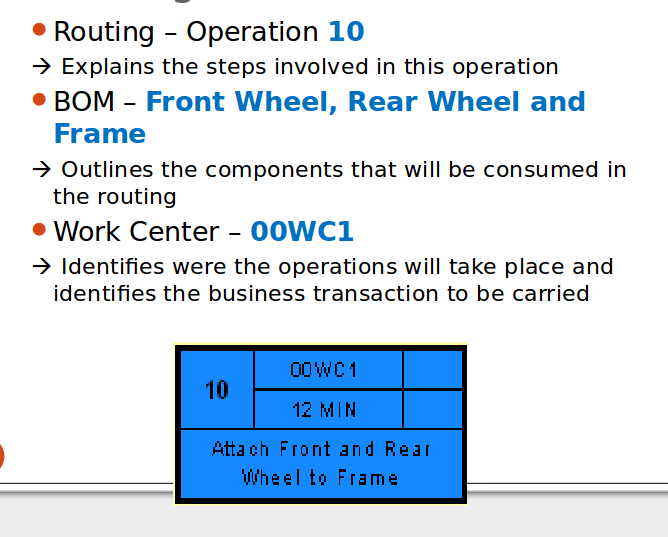 Routing – Operation 10
→ Explains the steps involved in this operation
BOM – Front Wheel, Rear Wheel and
Frame
→ Outlines the components that will be consumed in
the routing
Work Center – 00WC1
→ Identifies were the operations will take place and
identifies the business transaction to be carried
10
00WC1
12 MIN
Attach Front and Rear
Wheel to Frame